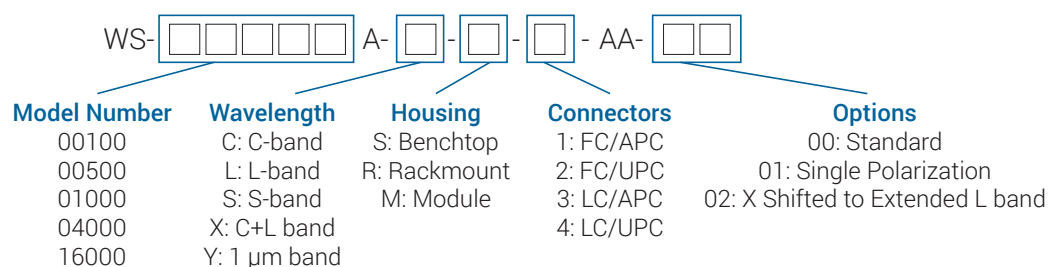 WS-□□□□□ A-□-□-□- AA-□□
Model Number Wavelength Housing Connectors Options
00100 C: C-band S: Benchtop 1: FC/APC 00: Standard
00500 L: L-band R: Rackmount 2: FC/UPC 01: Single Polarization
01000 S: S-band M: Module 3: LC/APC 02: X Shifted to Extended L band
04000 X: C+L band 4: LC/UPC
16000 Y: 1 µm band